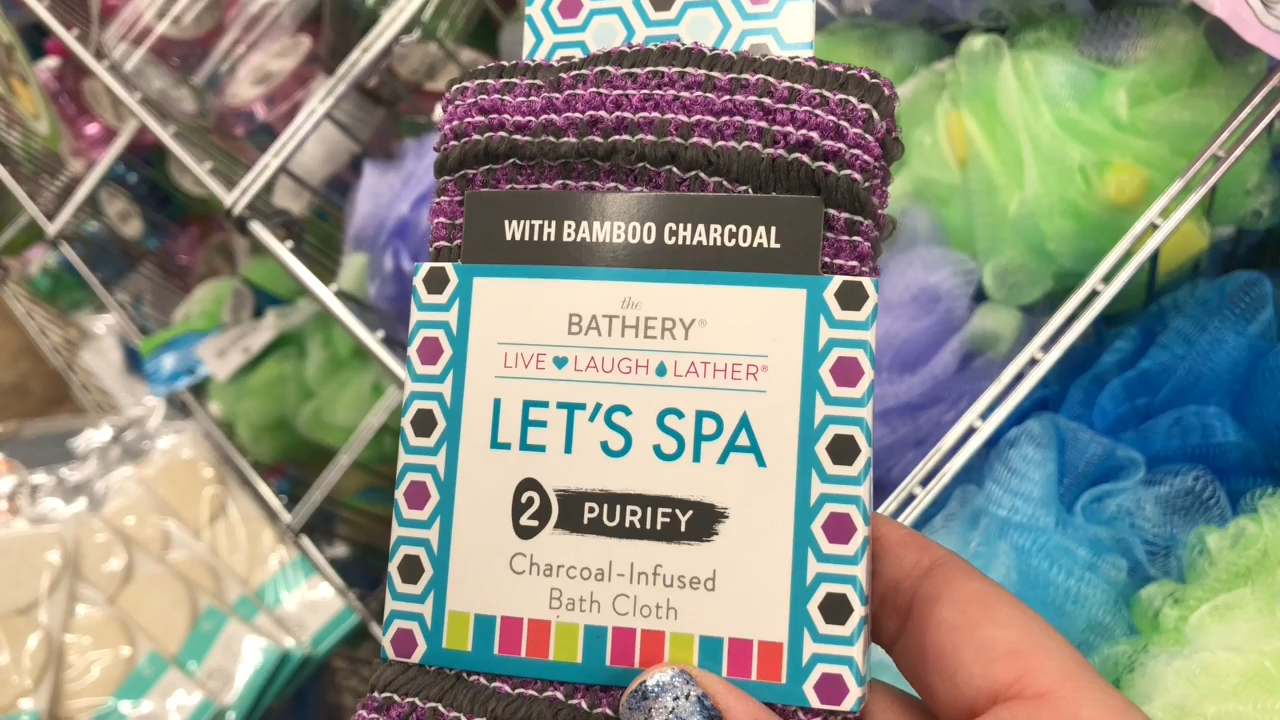 WITH BAMBOO CHARCOAL
the
BATHERY®
LIVE LAUGH LATHER®
LET'S SPA
2 PURIFY
Charcoal-Infused
Bath Cloth